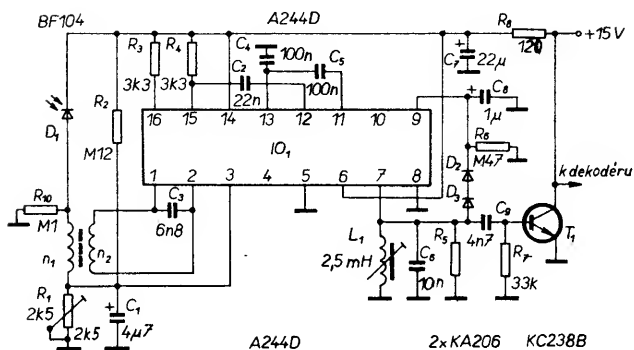 BF104
A244D
R8
+15V
120
R3
R4
C4
100n
C5
100n
C7
22µ
3k3
3k3
C2
22n
C8
1µ
R2
D1
16 15 14 13 12 11 10 9
R6
M47
M12
IO1
D2
D3
k dekodéru
1 2 3 4 5 6 7 8
R10
M1
C3
6n8
C9
4n7
T1
n1
n2
L1
2,5 mH
C6
10n
R5
R7
33k
R1
2k5
2k5
C1
4µ7
A244D
2x KA206
KC238B